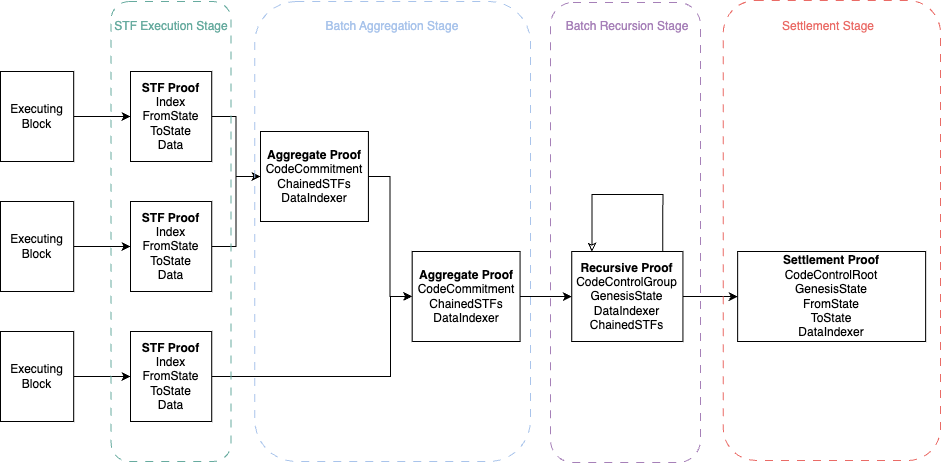 STF Execution Stage
Batch Aggregation Stage
Batch Recursion Stage
Settlement Stage
Executing
Block
STF Proof
Index
FromState
ToState
Data
Aggregate Proof
CodeCommitment
ChainedSTFs
DataIndexer
Executing
Block
STF Proof
Index
FromState
ToState
Data
Aggregate Proof
CodeCommitment
ChainedSTFs
DataIndexer
Recursive Proof
CodeControlGroup
GenesisState
DataIndexer
ChainedSTFs
Settlement Proof
CodeControlRoot
GenesisState
FromState
ToState
DataIndexer
Executing
Block
STF Proof
Index
FromState
ToState
Data